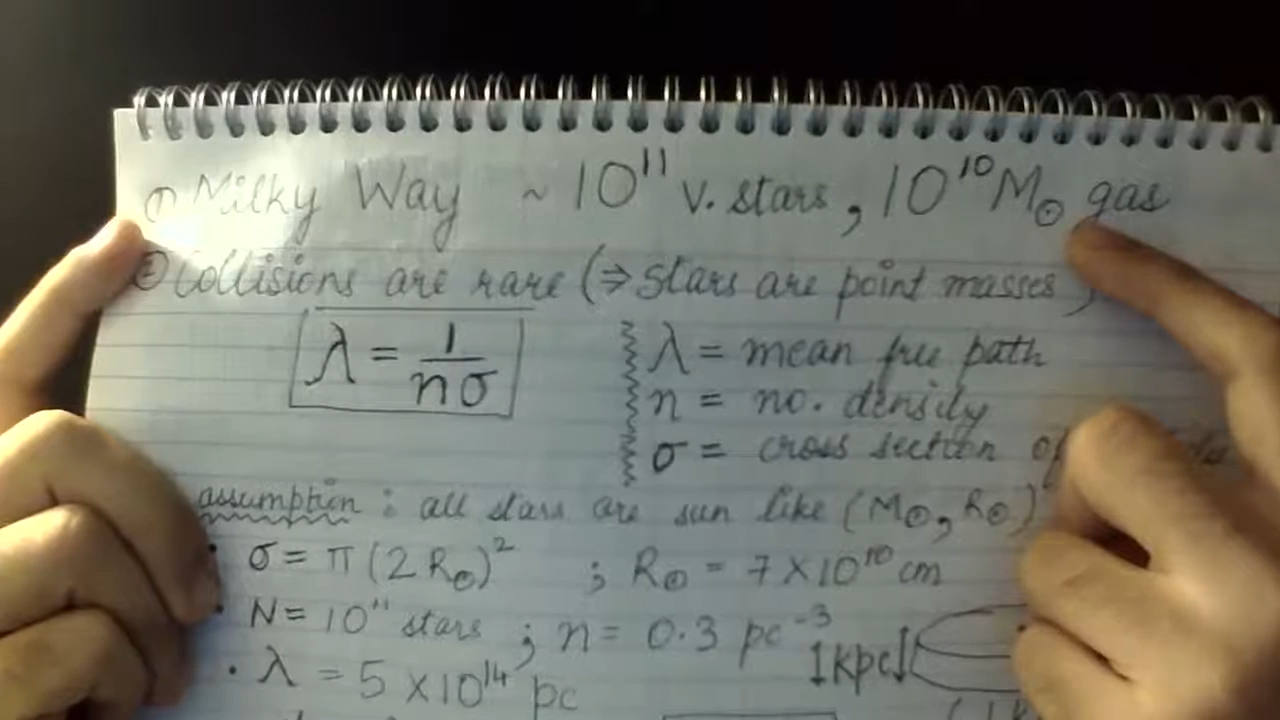 ① Milky Way ~ 10¹¹ v. stars, 10¹⁰ M⊙ gas
② Collisions are rare (⇒ Stars are point masses)
λ = 1/nσ
λ = mean free path
n = no. density
σ = cross section
assumption : all stars are sun like (M⊙, R⊙)
• σ = π (2 R⊙)² ; R⊙ = 7 × 10¹⁰ cm
• N = 10¹¹ stars ; n = 0.3 pc⁻³
1kpc
• λ = 5 × 10¹⁴ pc